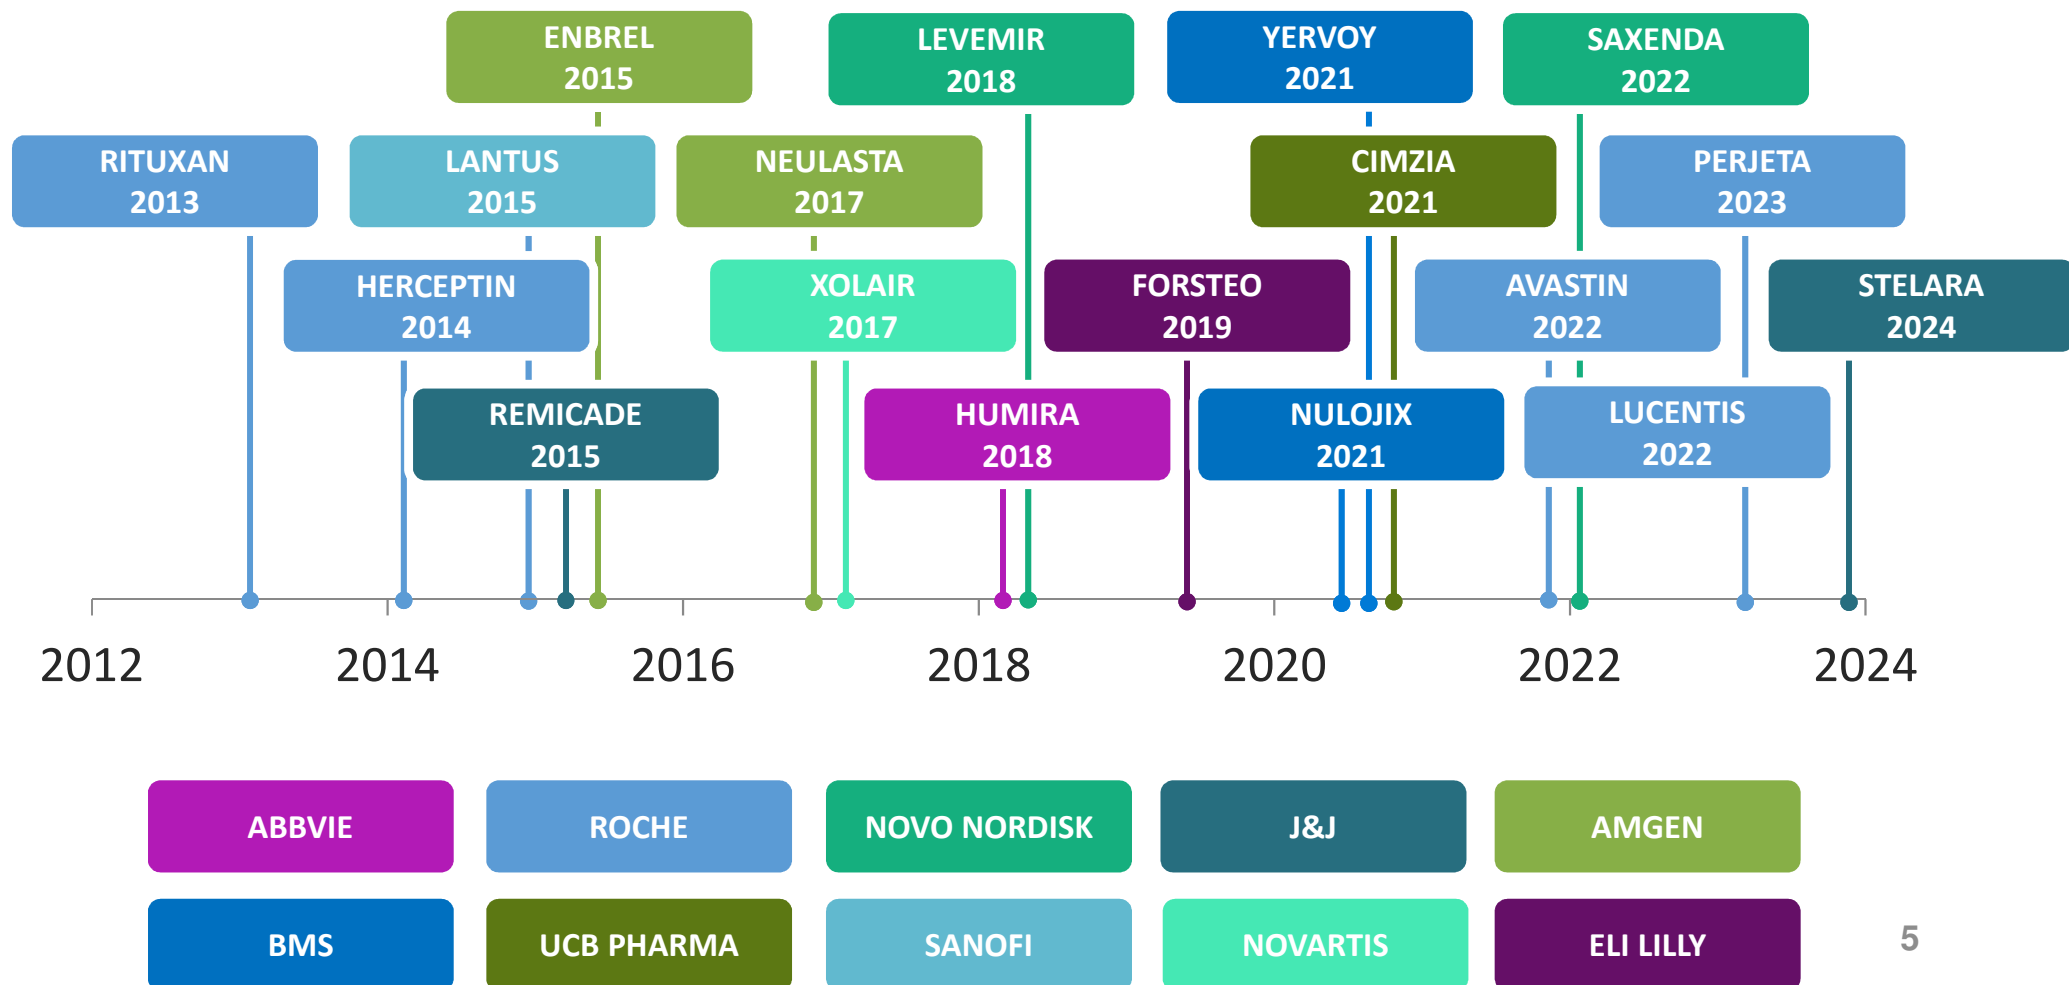 ENBREL
2015
LEVEMIR
2018
YERVOY
2021
SAXENDA
2022
RITUXAN
2013
LANTUS
2015
NEULASTA
2017
CIMZIA
2021
PERJETA
2023
HERCEPTIN
2014
XOLAIR
2017
FORSTEO
2019
AVASTIN
2022
STELARA
2024
REMICADE
2015
HUMIRA
2018
NULOJIX
2021
LUCENTIS
2022
2012 2014 2016 2018 2020 2022 2024
ABBVIE ROCHE NOVO NORDISK J&J AMGEN
BMS UCB PHARMA SANOFI NOVARTIS ELI LILLY
5